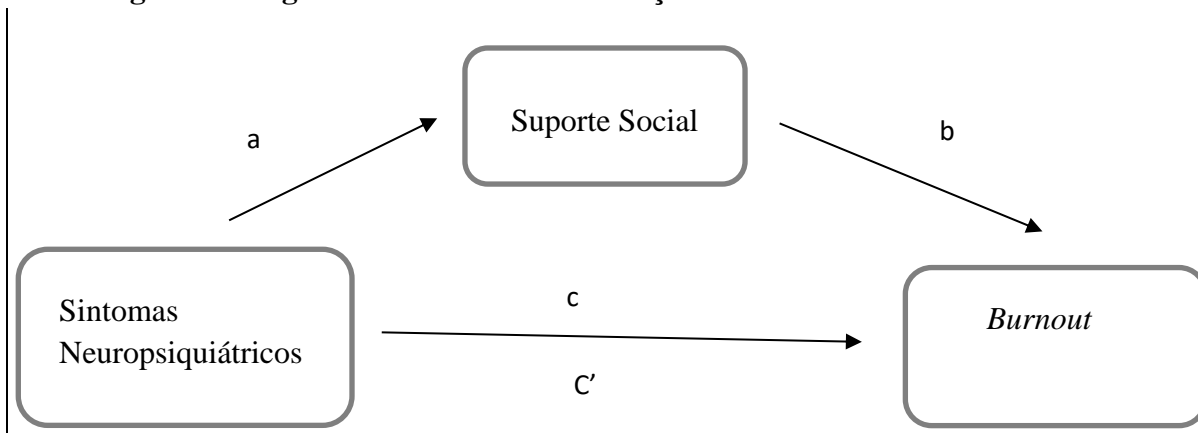 Suporte Social
a
b
Sintomas
Neuropsiquiátricos
c
C’
Burnout